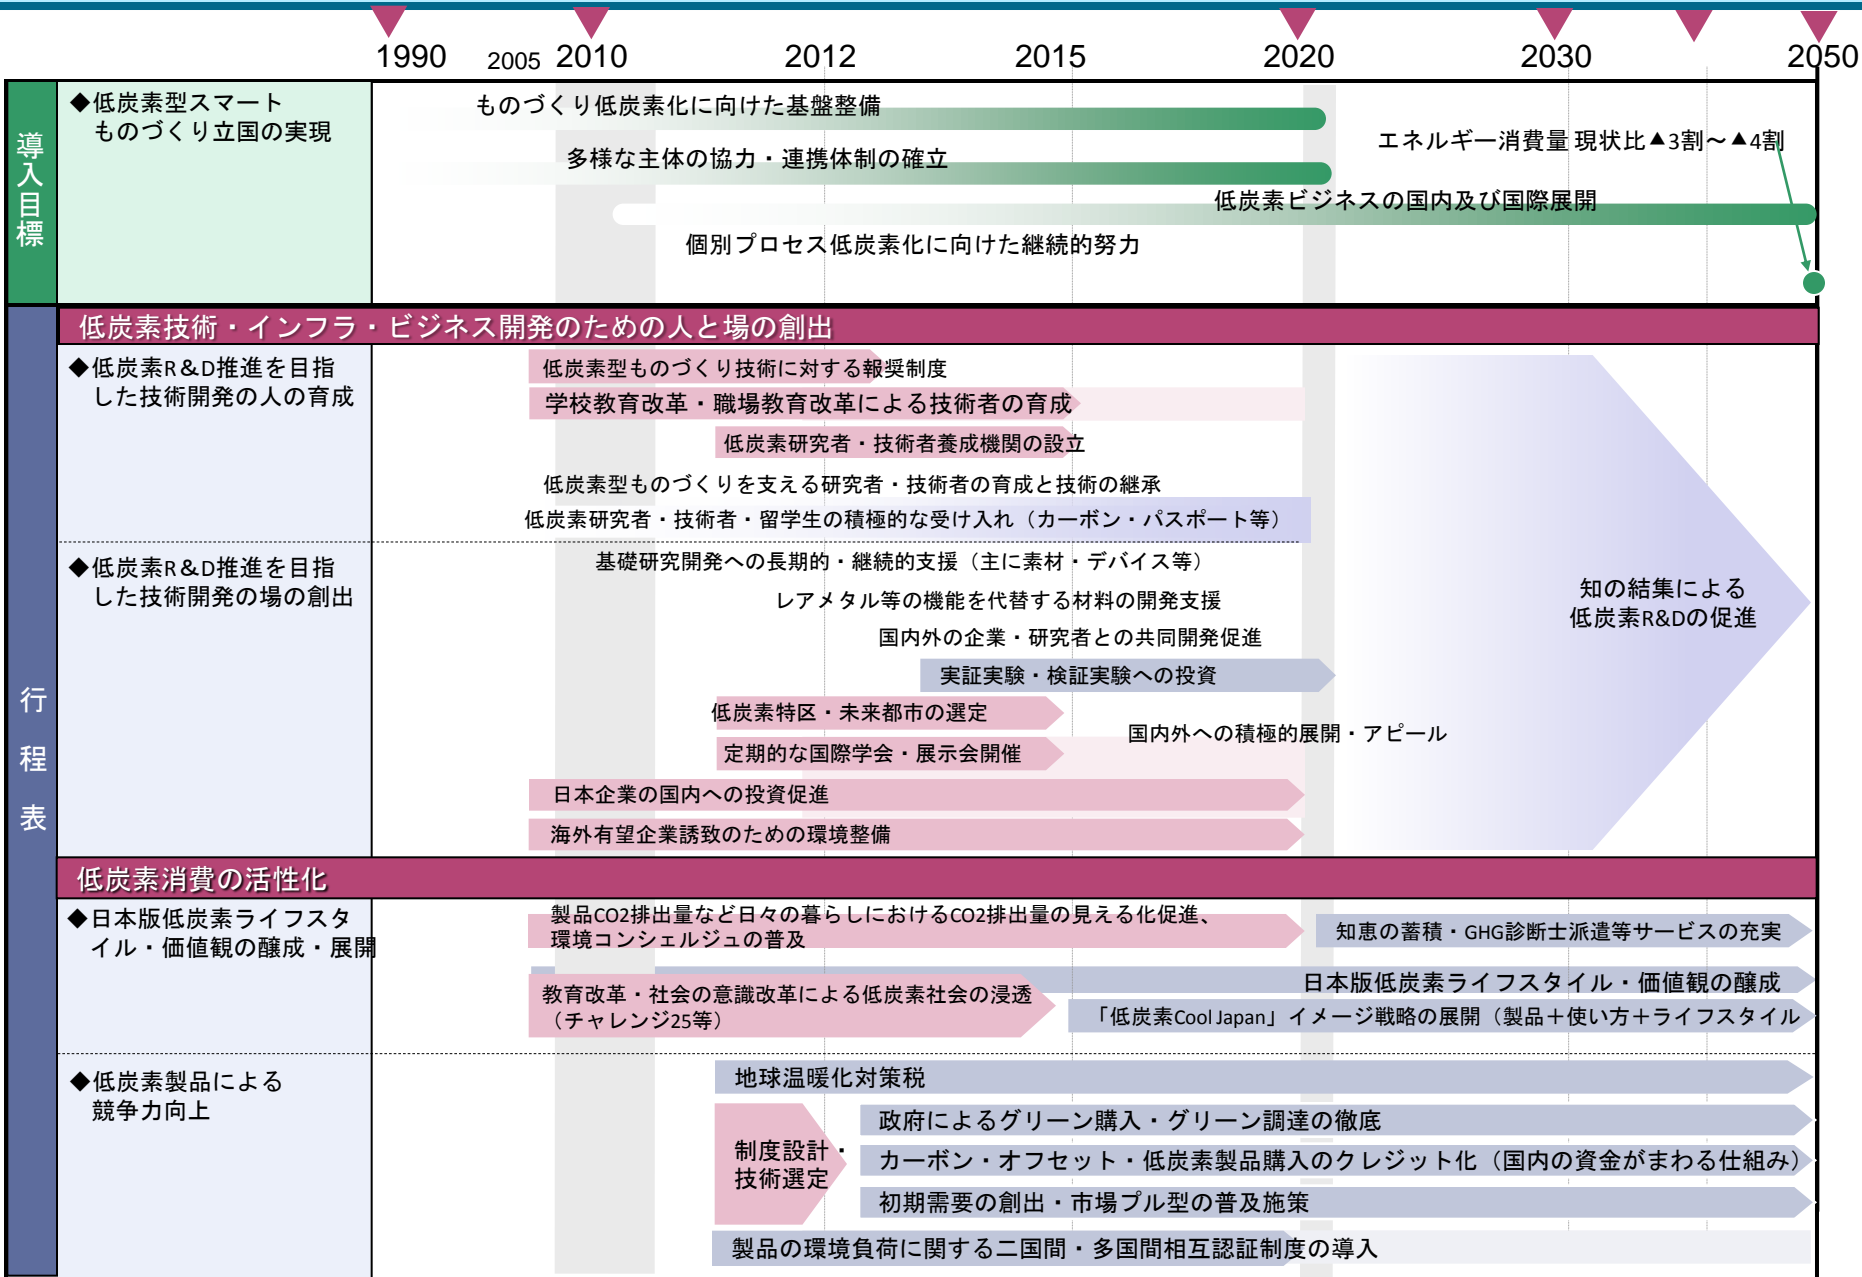 1990 2005 2010 2012 2015 2020 2030 2050
導入目標
◆低炭素型スマート
ものづくり立国の実現
ものづくり低炭素化に向けた基盤整備
多様な主体の協力・連携体制の確立
エネルギー消費量 現状比▲3割～▲4割
低炭素ビジネスの国内及び国際展開
個別プロセス低炭素化に向けた継続的努力
行程表
低炭素技術・インフラ・ビジネス開発のための人と場の創出
◆低炭素R＆D推進を目指
した技術開発の人の育成
低炭素型ものづくり技術に対する報奨制度
学校教育改革・職場教育改革による技術者の育成
低炭素研究者・技術者養成機関の設立
低炭素型ものづくりを支える研究者・技術者の育成と技術の継承
低炭素研究者・技術者・留学生の積極的な受け入れ（カーボン・パスポート等）
◆低炭素R＆D推進を目指
した技術開発の場の創出
基礎研究開発への長期的・継続的支援（主に素材・デバイス等）
レアメタル等の機能を代替する材料の開発支援
国内外の企業・研究者との共同開発促進
実証実験・検証実験への投資
低炭素特区・未来都市の選定
国内外への積極的展開・アピール
定期的な国際学会・展示会開催
日本企業の国内への投資促進
海外有望企業誘致のための環境整備
知の結集による
低炭素R&Dの促進
低炭素消費の活性化
◆日本版低炭素ライフスタ
イル・価値観の醸成・展開
製品CO2排出量など日々の暮らしにおけるCO2排出量の見える化促進、
環境コンシェルジュの普及
知恵の蓄積・GHG診断士派遣等サービスの充実
日本版低炭素ライフスタイル・価値観の醸成
教育改革・社会の意識改革による低炭素社会の浸透
（チャレンジ25等）
「低炭素Cool Japan」イメージ戦略の展開（製品＋使い方＋ライフスタイル
◆低炭素製品による
競争力向上
地球温暖化対策税
制度設計・
技術選定
政府によるグリーン購入・グリーン調達の徹底
カーボン・オフセット・低炭素製品購入のクレジット化（国内の資金がまわる仕組み）
初期需要の創出・市場プル型の普及施策
製品の環境負荷に関する二国間・多国間相互認証制度の導入